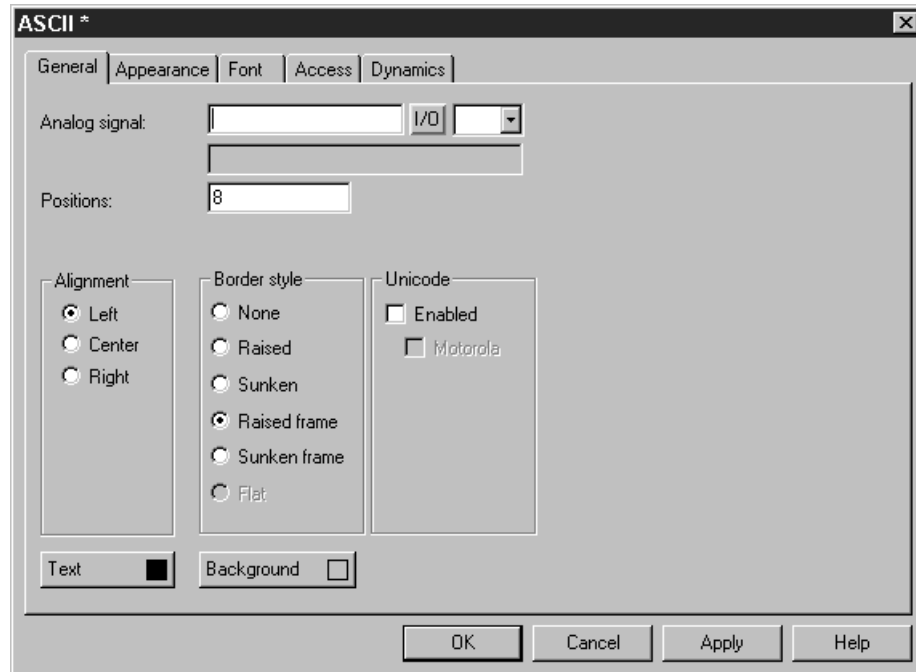 ASCII *
General Appearance Font Access Dynamics
Analog signal: I/O
Positions: 8
Alignment Border style Unicode
Left None Enabled
Center Raised Motorola
Right Sunken
Raised frame
Sunken frame
Flat
Text Background
OK Cancel Apply Help